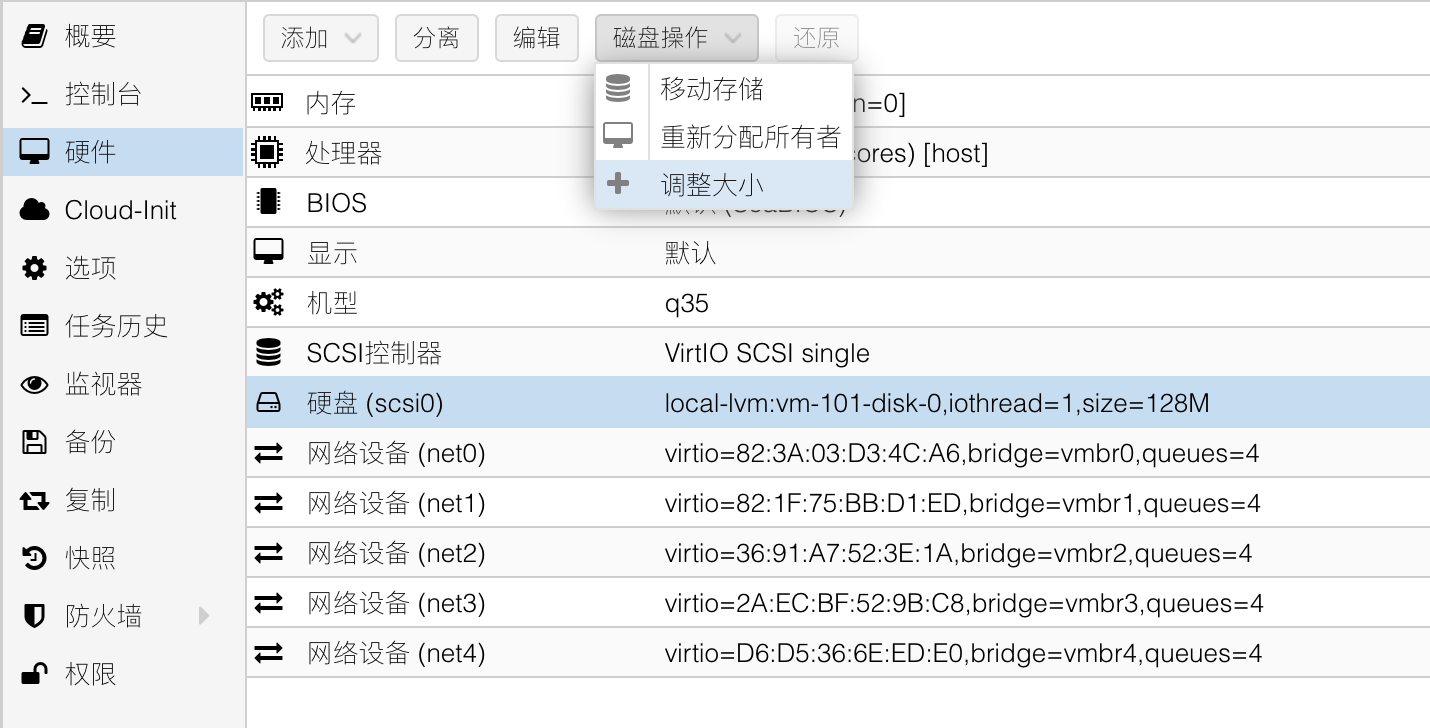 概要
控制台
硬件
Cloud-Init
选项
任务历史
监视器
备份
复制
快照
防火墙
权限
添加 分离 编辑 磁盘操作 还原
移动存储
重新分配所有者
调整大小
内存 n=0]
处理器 ores) [host]
BIOS 默认 (SeaBIOS)
显示 默认
机型 q35
SCSI控制器 VirtIO SCSI single
硬盘 (scsi0) local-lvm:vm-101-disk-0,iothread=1,size=128M
网络设备 (net0) virtio=82:3A:03:D3:4C:A6,bridge=vmbr0,queues=4
网络设备 (net1) virtio=82:1F:75:BB:D1:ED,bridge=vmbr1,queues=4
网络设备 (net2) virtio=36:91:A7:52:3E:1A,bridge=vmbr2,queues=4
网络设备 (net3) virtio=2A:EC:BF:52:9B:C8,bridge=vmbr3,queues=4
网络设备 (net4) virtio=D6:D5:36:6E:ED:E0,bridge=vmbr4,queues=4